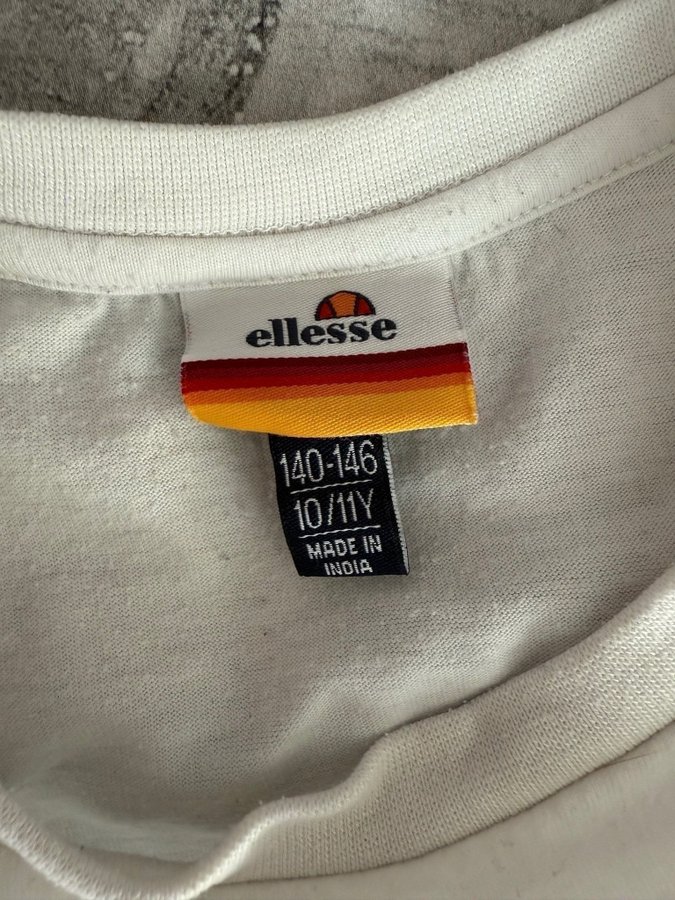 ellesse
140-146
10/11Y
MADE IN
INDIA